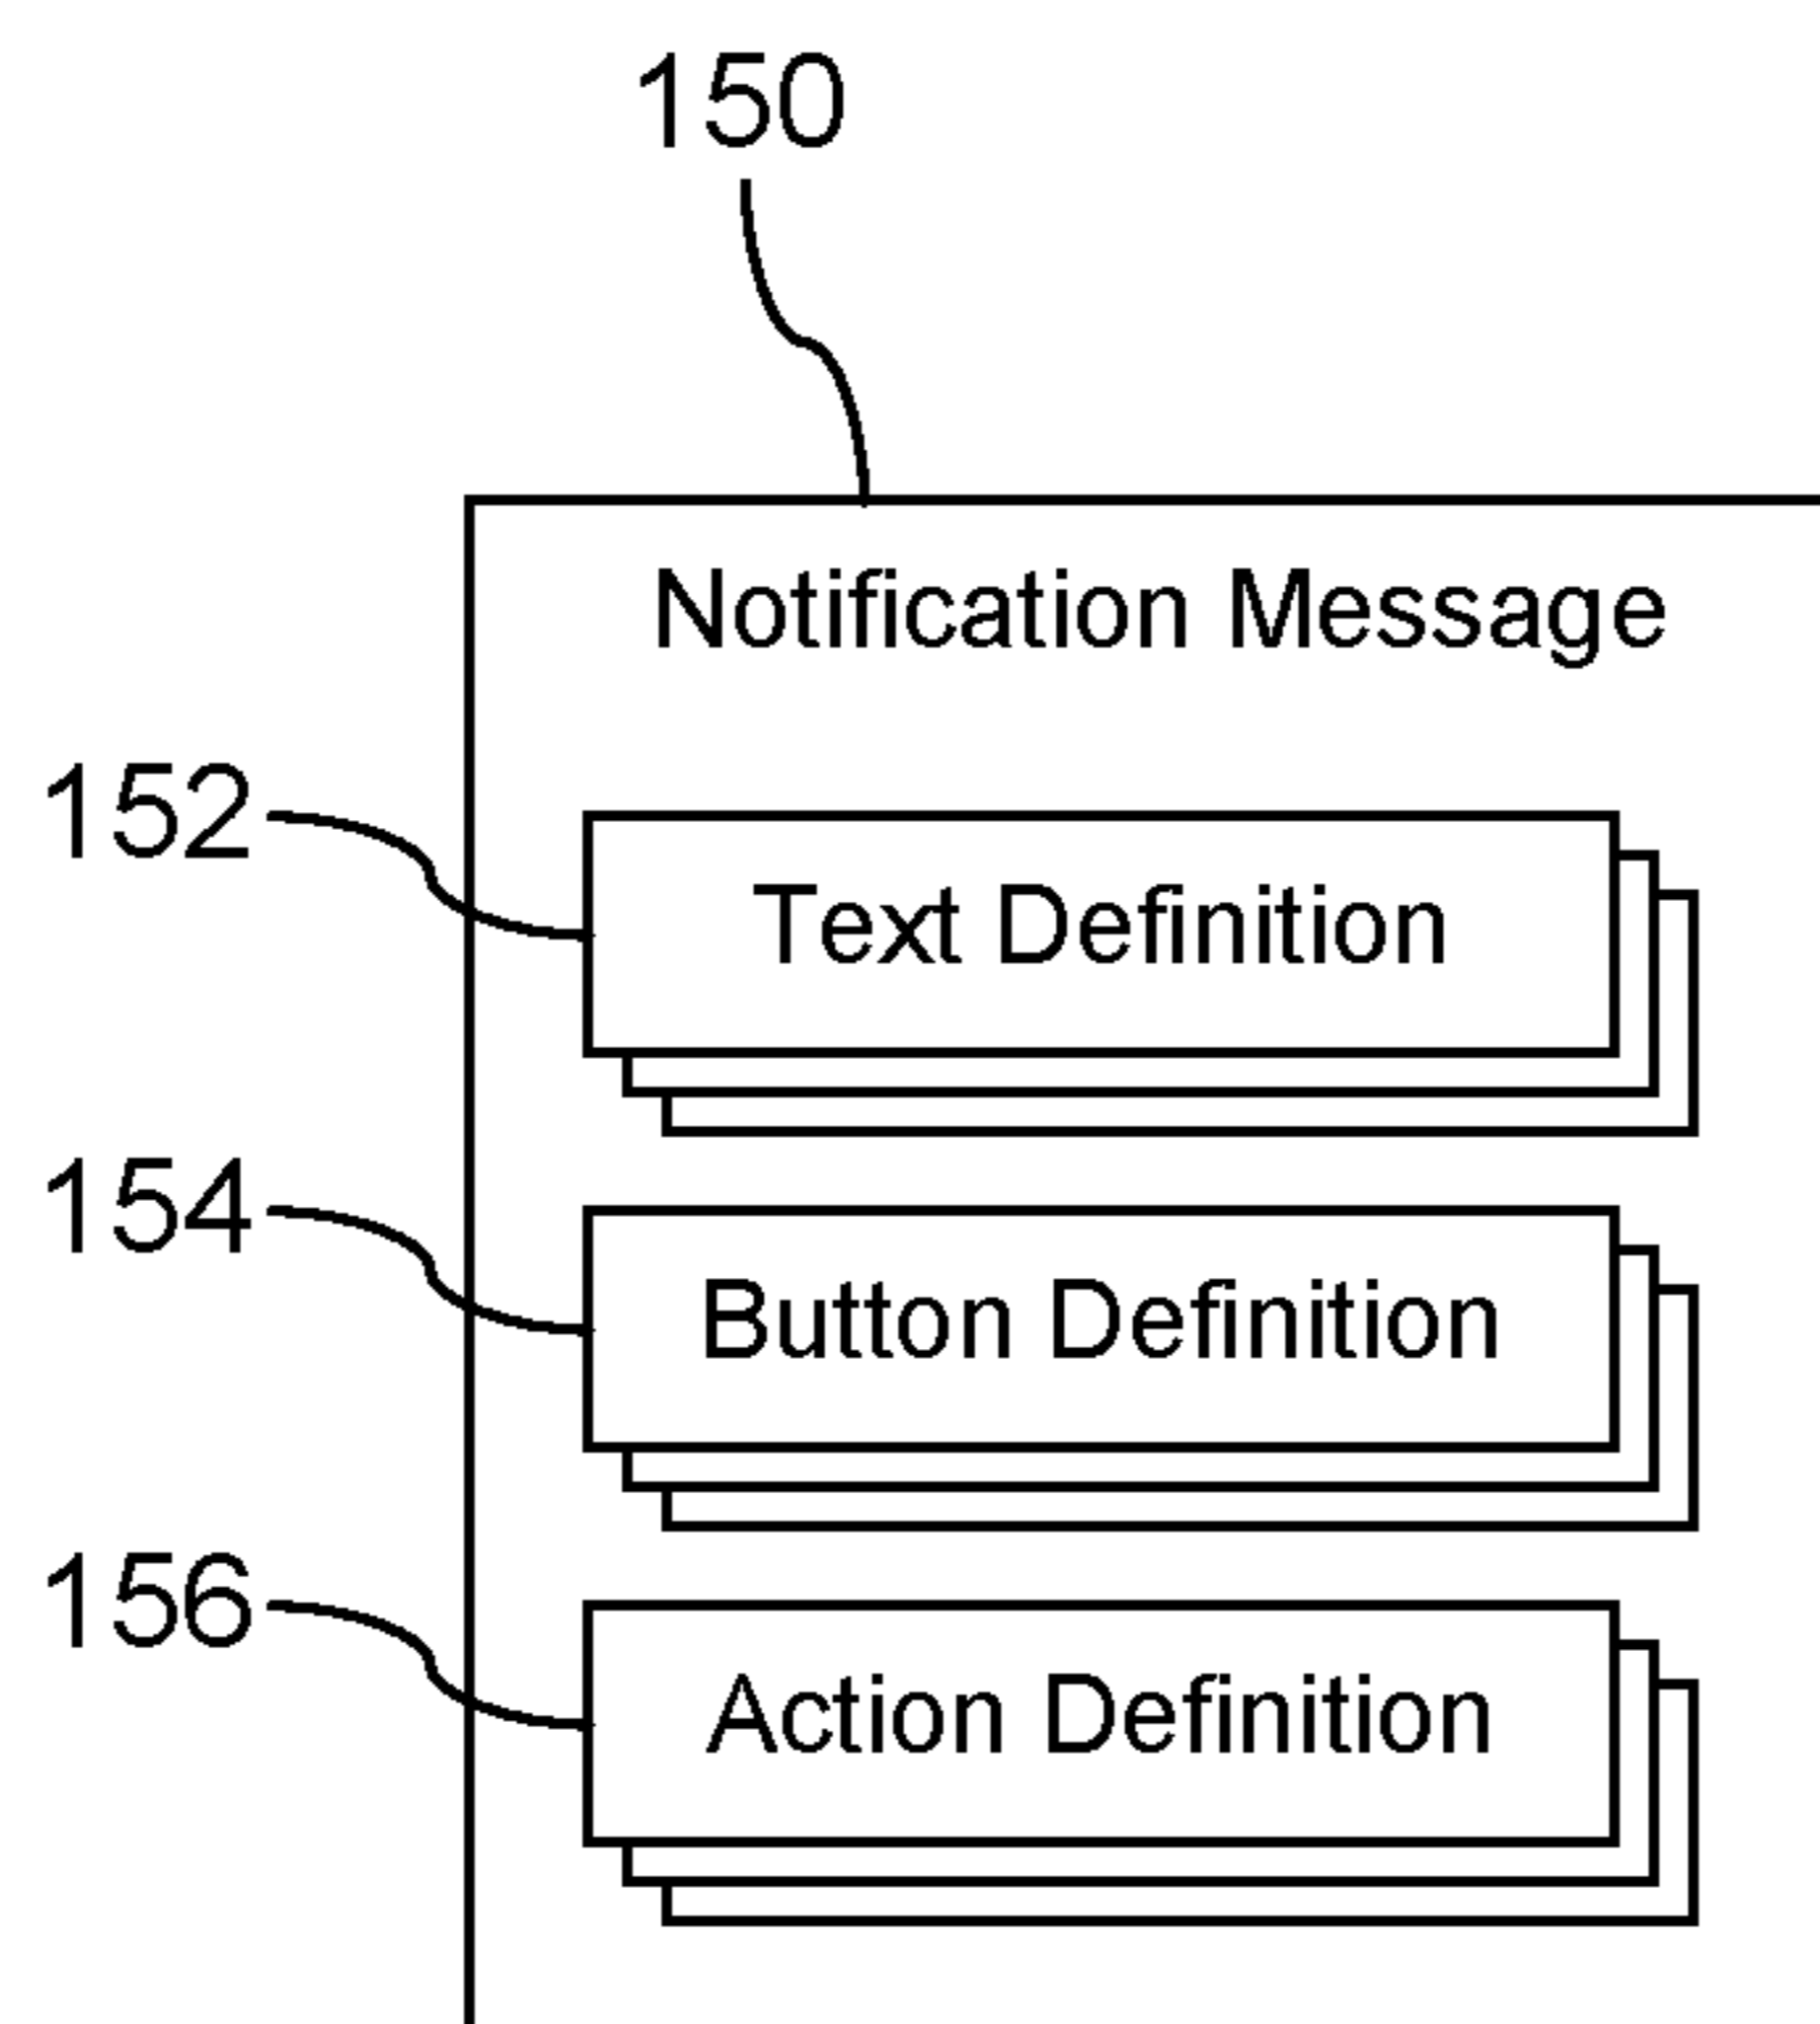 150
Notification Message
152
Text Definition
154
Button Definition
156
Action Definition